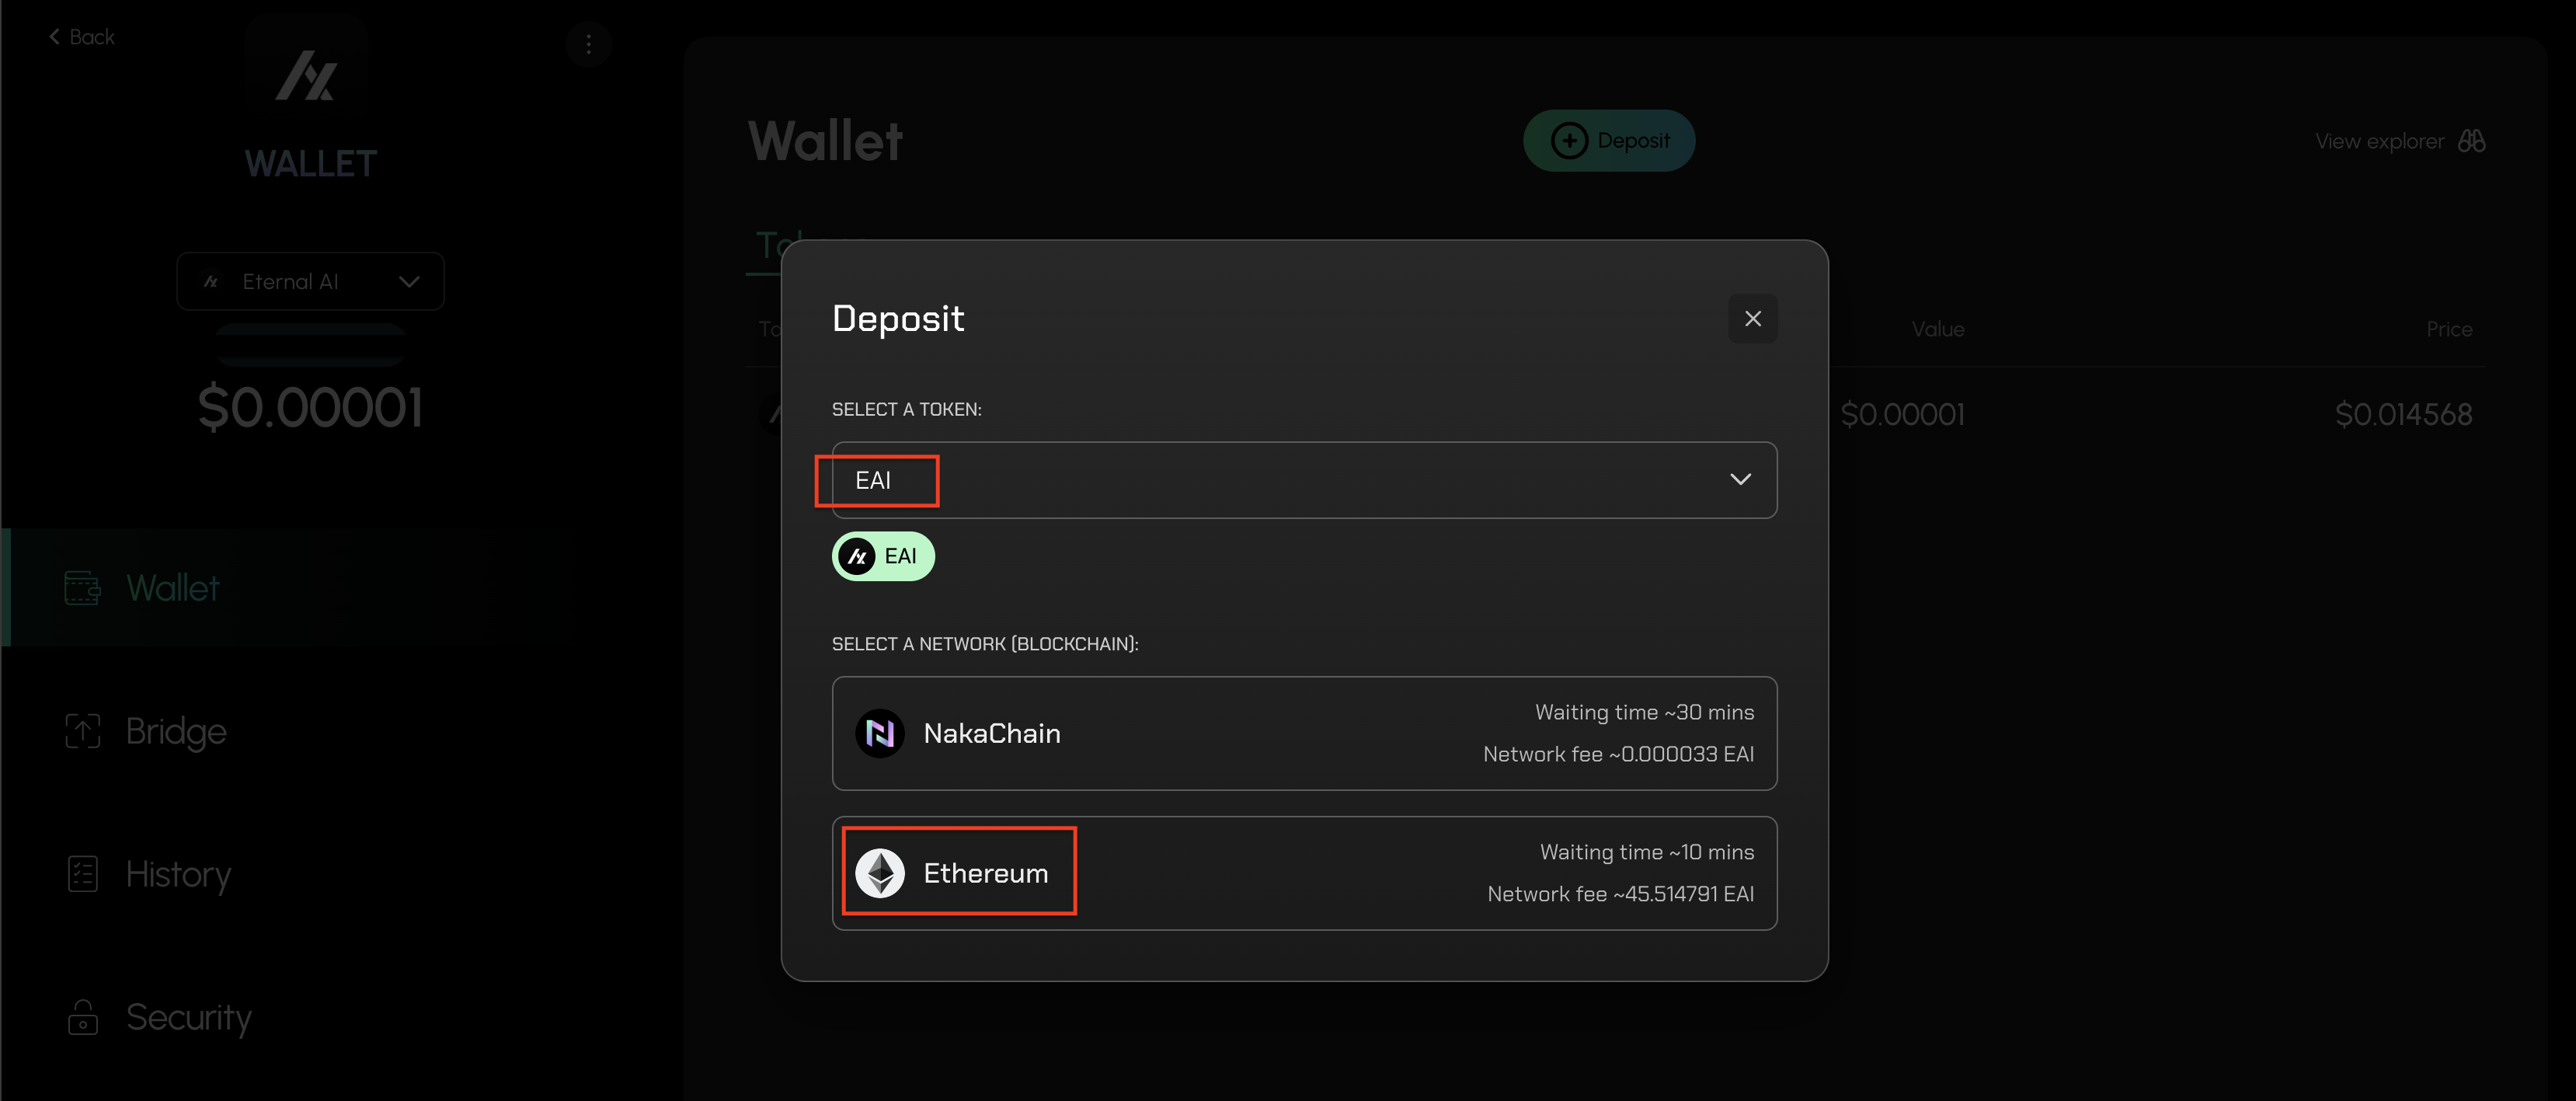 Back
WALLET
Eternal AI
$0.00001
Wallet
Bridge
History
Security
Wallet
Deposit
View explorer
Value
Price
$0.00001
$0.014568
Deposit
SELECT A TOKEN:
EAI
EAI
SELECT A NETWORK (BLOCKCHAIN):
NakaChain
Waiting time ~30 mins
Network fee ~0.000033 EAI
Ethereum
Waiting time ~10 mins
Network fee ~45.514791 EAI